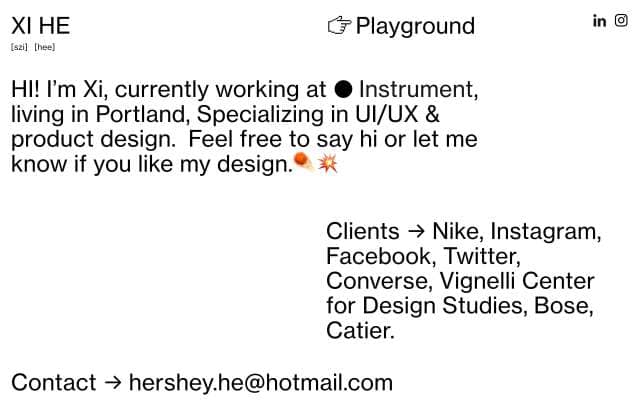 XI HE
[szi] [hee]
👉Playground
in
HI! I’m Xi, currently working at ● Instrument,
living in Portland, Specializing in UI/UX &
product design. Feel free to say hi or let me
know if you like my design.☄️💥
Clients → Nike, Instagram,
Facebook, Twitter,
Converse, Vignelli Center
for Design Studies, Bose,
Catier.
Contact → hershey.he@hotmail.com